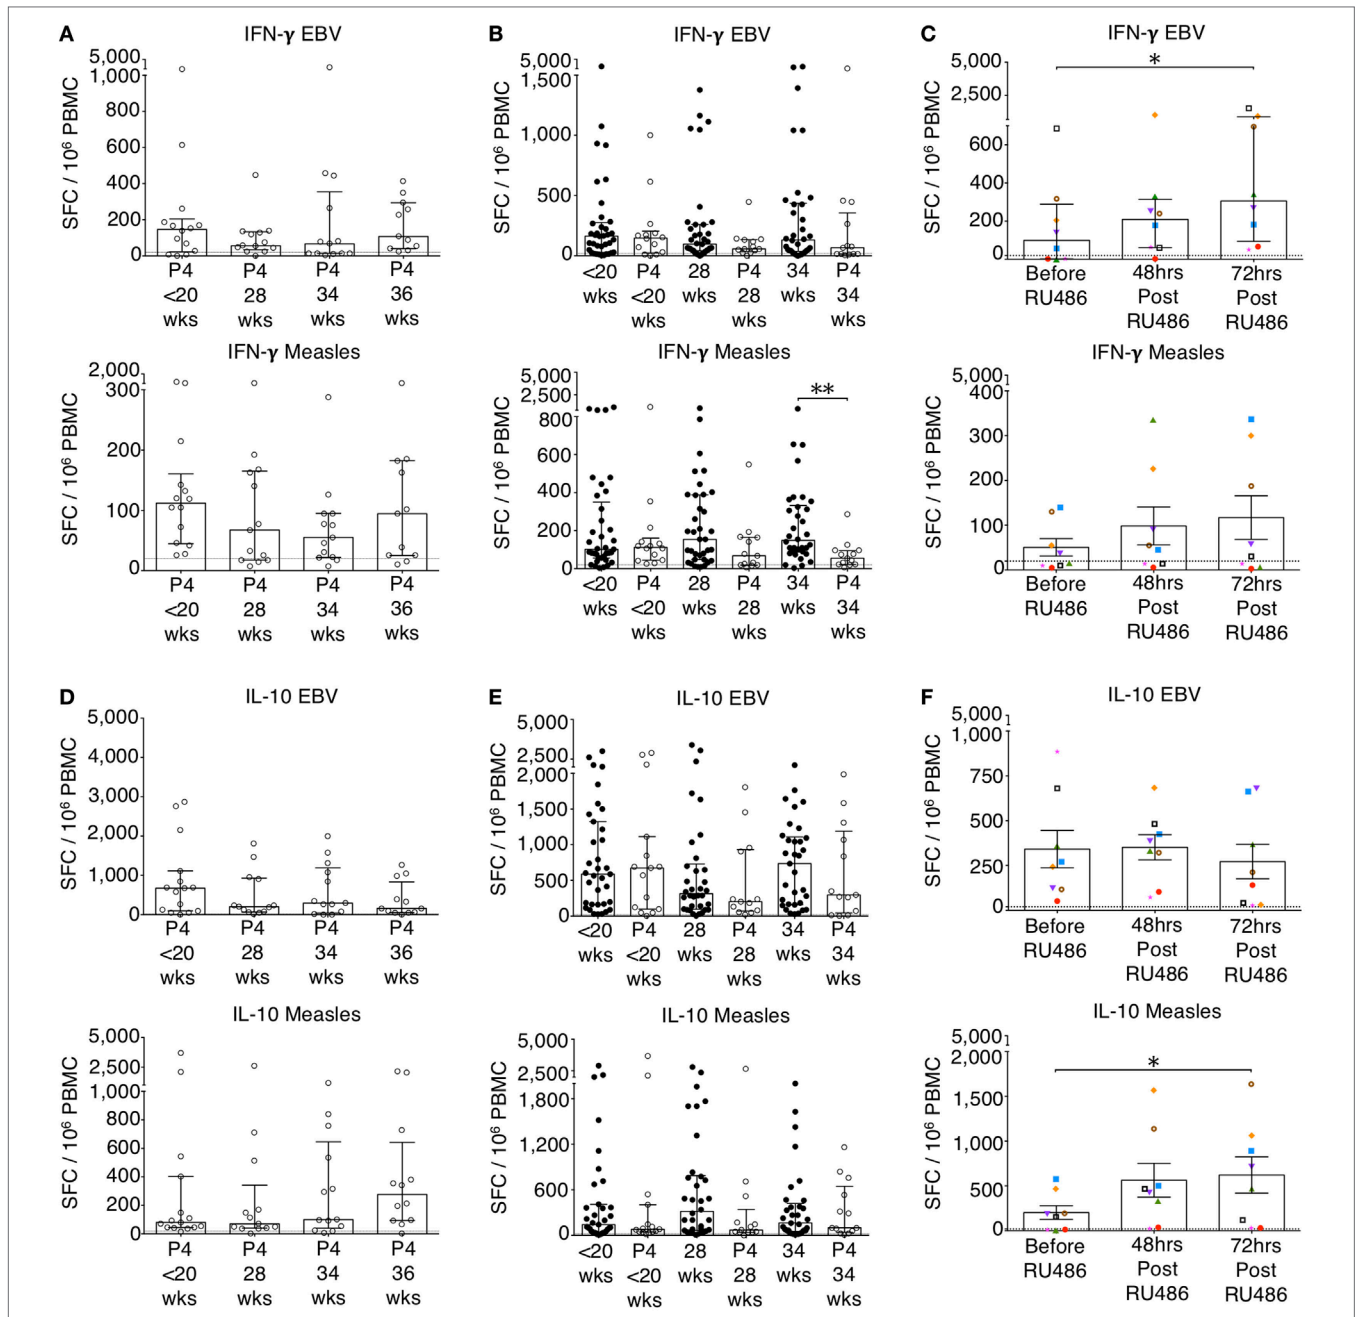 A
IFN-γ EBV
SFC / 10⁶ PBMC
5,000
1,000
800
600
400
200
0
P4 P4 P4 P4
<20 28 34 36
wks wks wks wks
IFN-γ Measles
SFC / 10⁶ PBMC
2,000
300
200
100
0
P4 P4 P4 P4
<20 28 34 36
wks wks wks wks
B
IFN-γ EBV
SFC / 10⁶ PBMC
5,000
1,500
1,000
500
0
<20 P4 28 P4 34 P4
wks <20 wks 28 wks 34
wks wks wks
IFN-γ Measles
SFC / 10⁶ PBMC
5,000
2,500
800
600
400
200
0
**
<20 P4 28 P4 34 P4
wks <20 wks 28 wks 34
wks wks wks
C
IFN-γ EBV
SFC / 10⁶ PBMC
5,000
2,500
600
400
200
0
*
Before 48hrs 72hrs
RU486 Post Post
RU486 RU486
IFN-γ Measles
SFC / 10⁶ PBMC
5,000
400
300
200
100
0
Before 48hrs 72hrs
RU486 Post Post
RU486 RU486
D
IL-10 EBV
SFC / 10⁶ PBMC
5,000
4,000
3,000
2,000
1,000
0
P4 P4 P4 P4
<20 28 34 36
wks wks wks wks
IL-10 Measles
SFC / 10⁶ PBMC
5,000
2,500
1,000
800
600
400
200
0
P4 P4 P4 P4
<20 28 34 36
wks wks wks wks
E
IL-10 EBV
SFC / 10⁶ PBMC
5,000
2,500
2,000
1,500
1,000
500
0
<20 P4 28 P4 34 P4
wks <20 wks 28 wks 34
wks wks wks
IL-10 Measles
SFC / 10⁶ PBMC
5,000
2,500
1,800
1,200
600
0
<20 P4 28 P4 34 P4
wks <20 wks 28 wks 34
wks wks wks
F
IL-10 EBV
SFC / 10⁶ PBMC
5,000
1,000
750
500
250
0
Before 48hrs 72hrs
RU486 Post Post
RU486 RU486
IL-10 Measles
SFC / 10⁶ PBMC
5,000
2,000
1,500
1,000
500
0
*
Before 48hrs 72hrs
RU486 Post Post
RU486 RU486